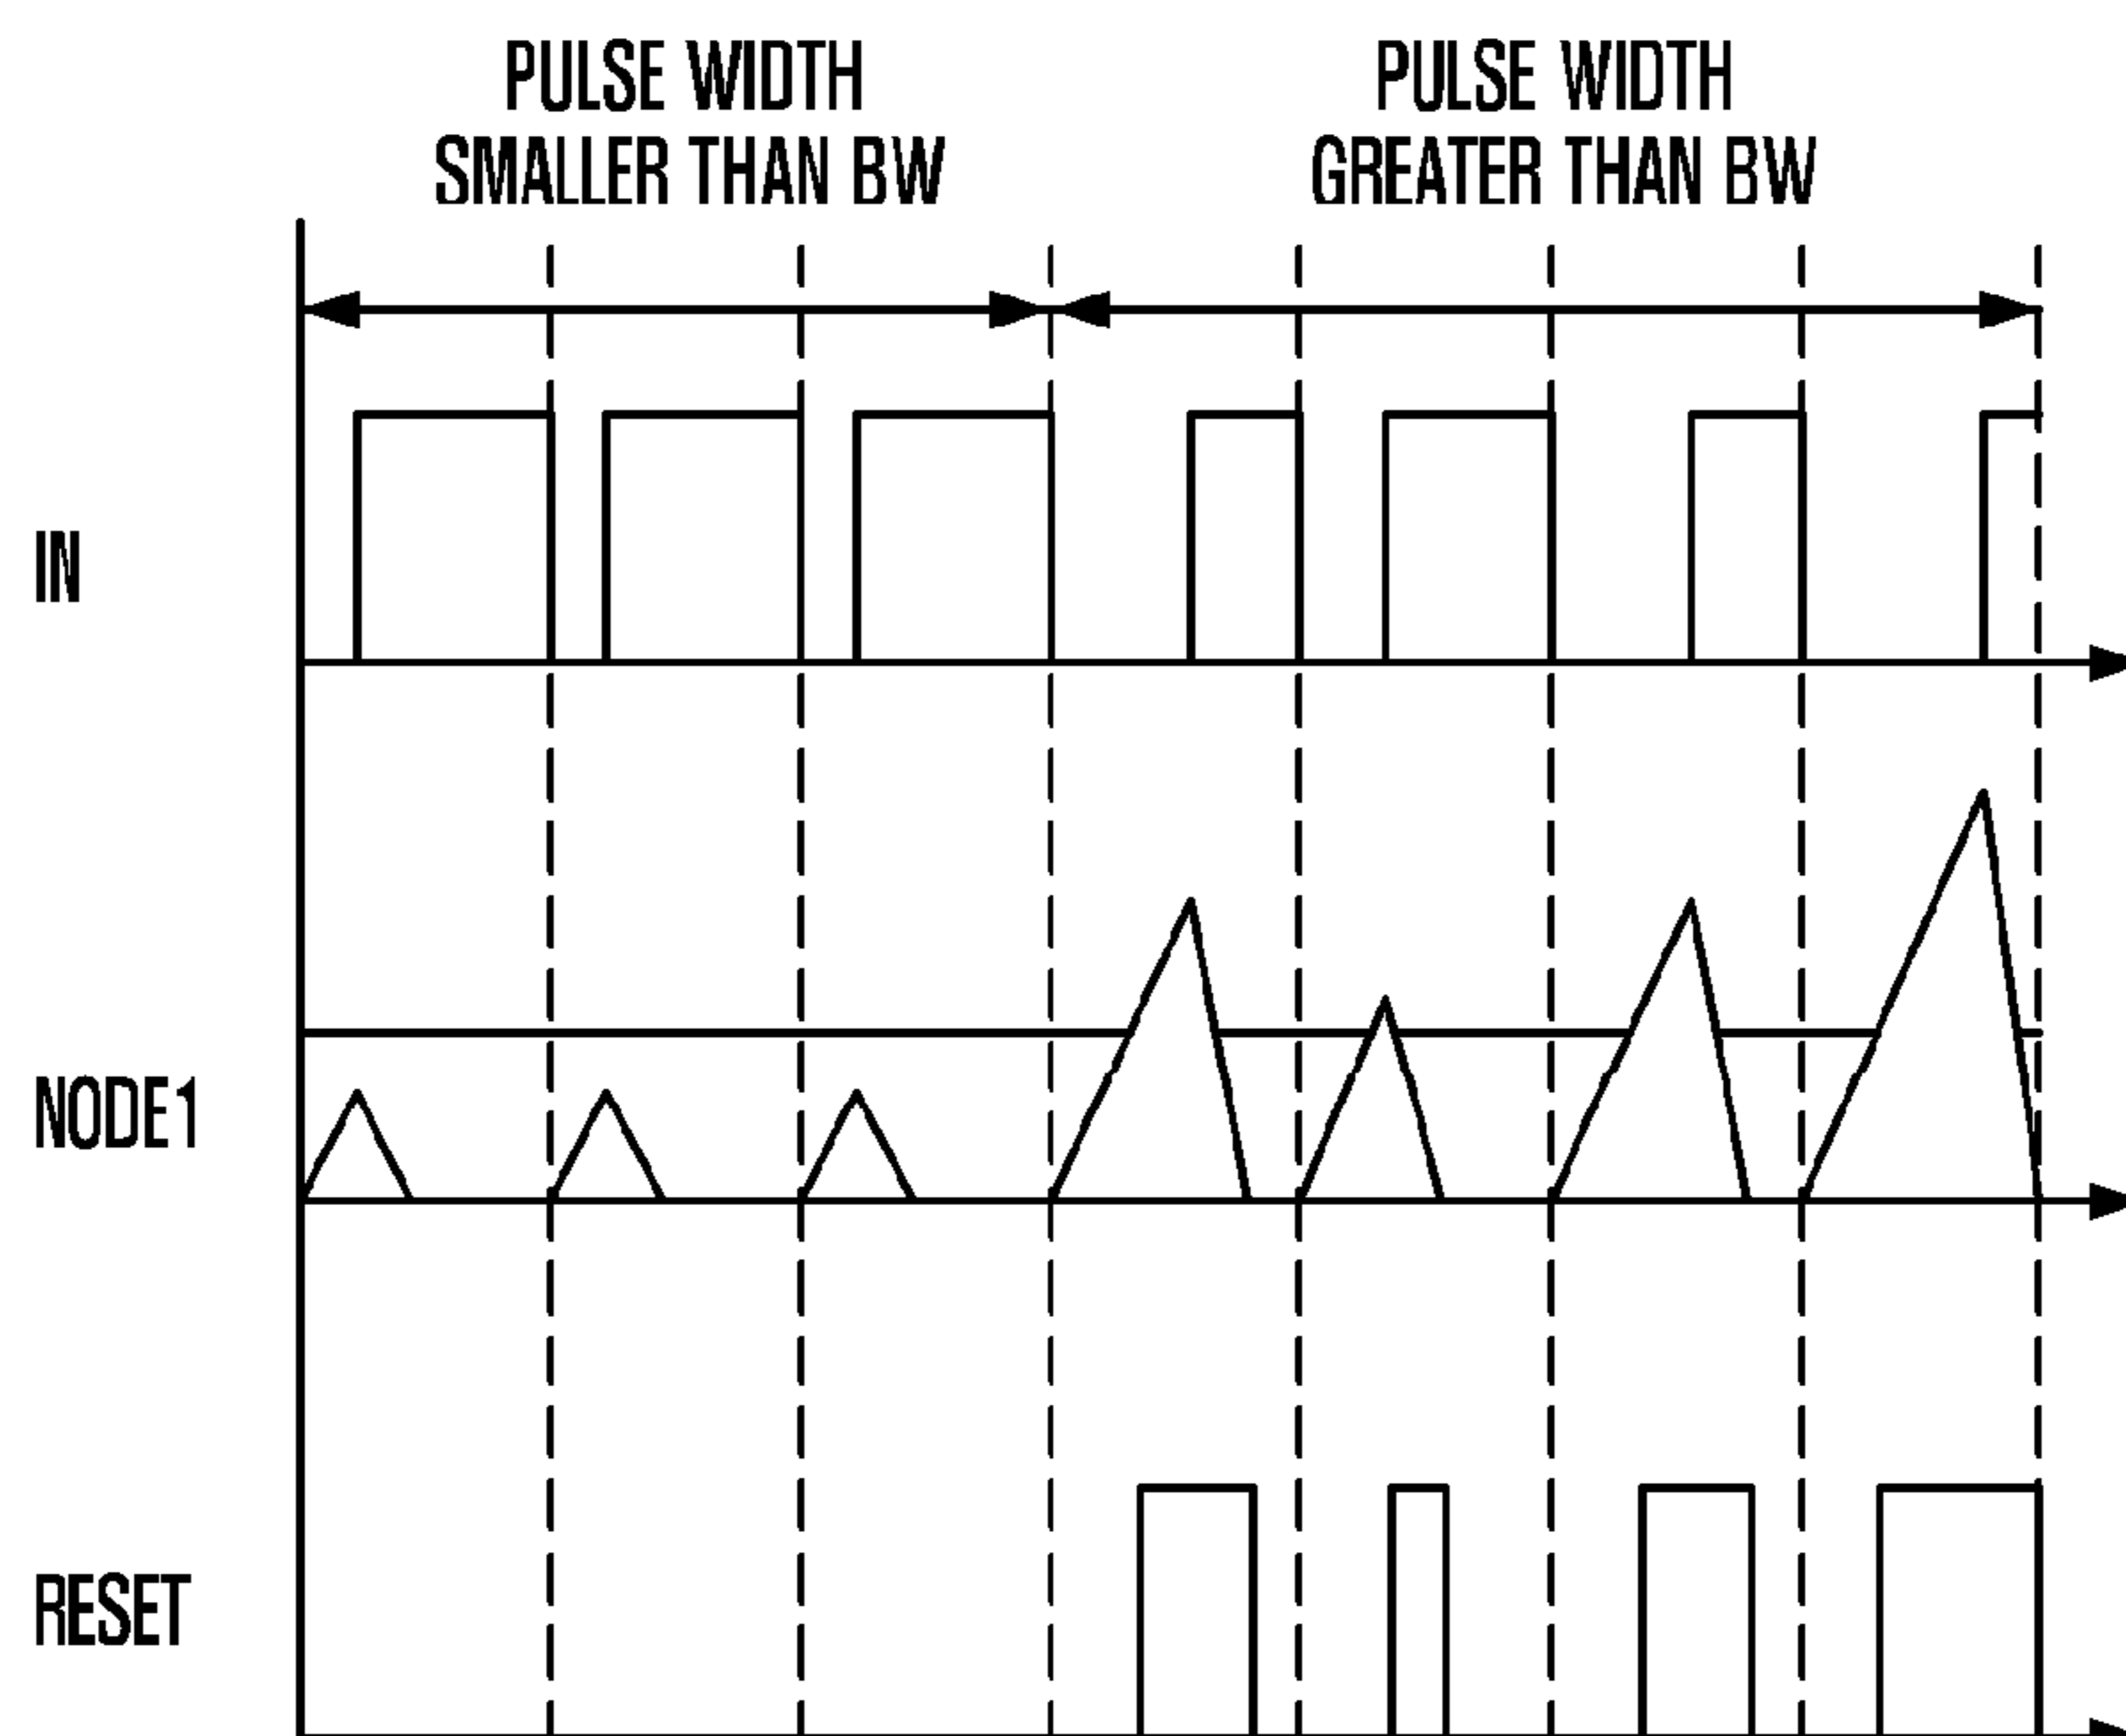 PULSE WIDTH
SMALLER THAN BW
PULSE WIDTH
GREATER THAN BW
IN
NODE1
RESET